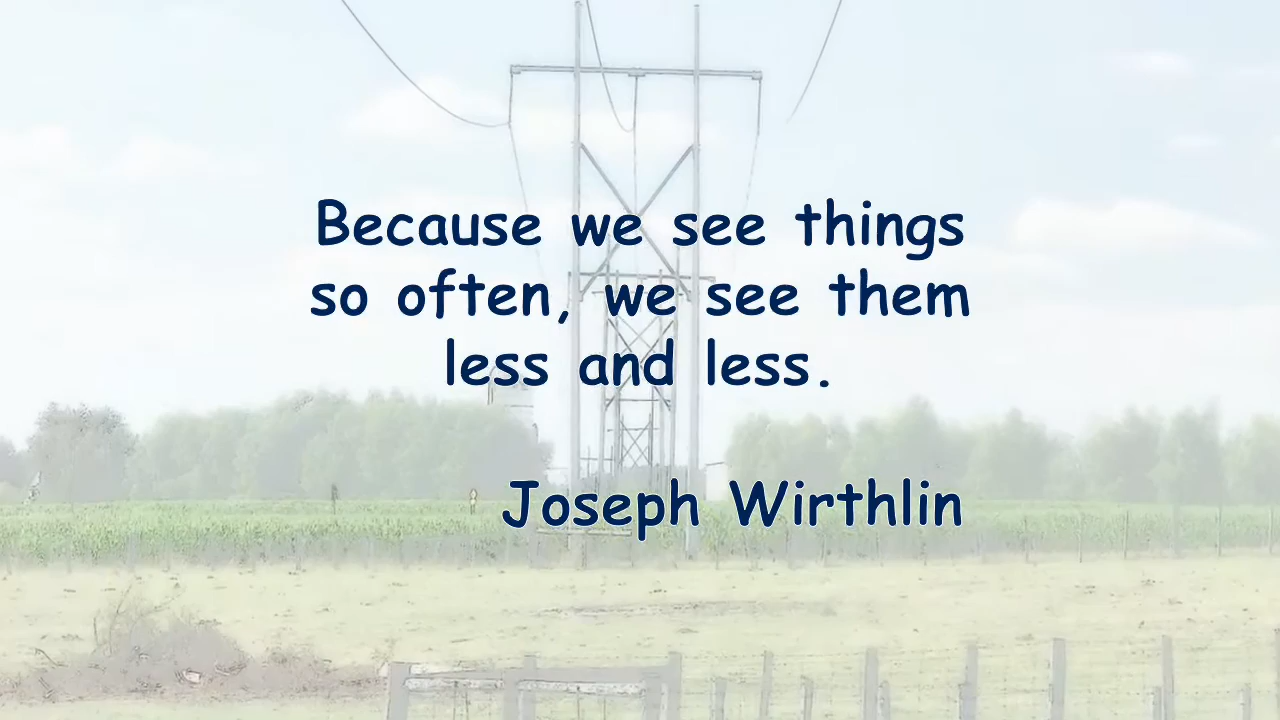 Because we see things
so often, we see them
less and less.
Joseph Wirthlin